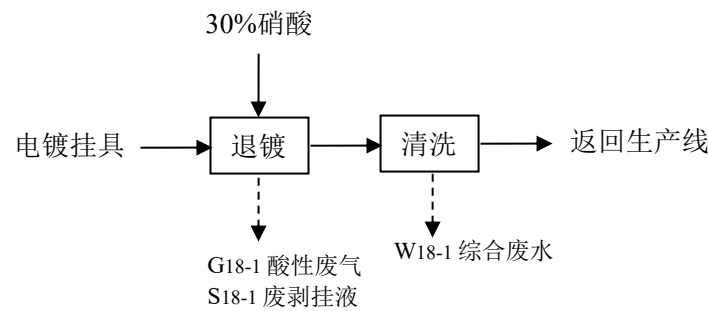 30%硝酸
电镀挂具
退镀
清洗
返回生产线
G18-1 酸性废气
S18-1 废剥挂液
W18-1 综合废水